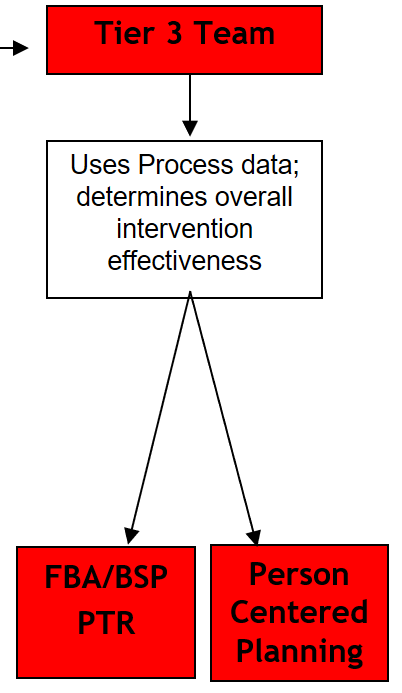 Tier 3 Team
Uses Process data;
determines overall
intervention
effectiveness
FBA/BSP
PTR
Person
Centered
Planning